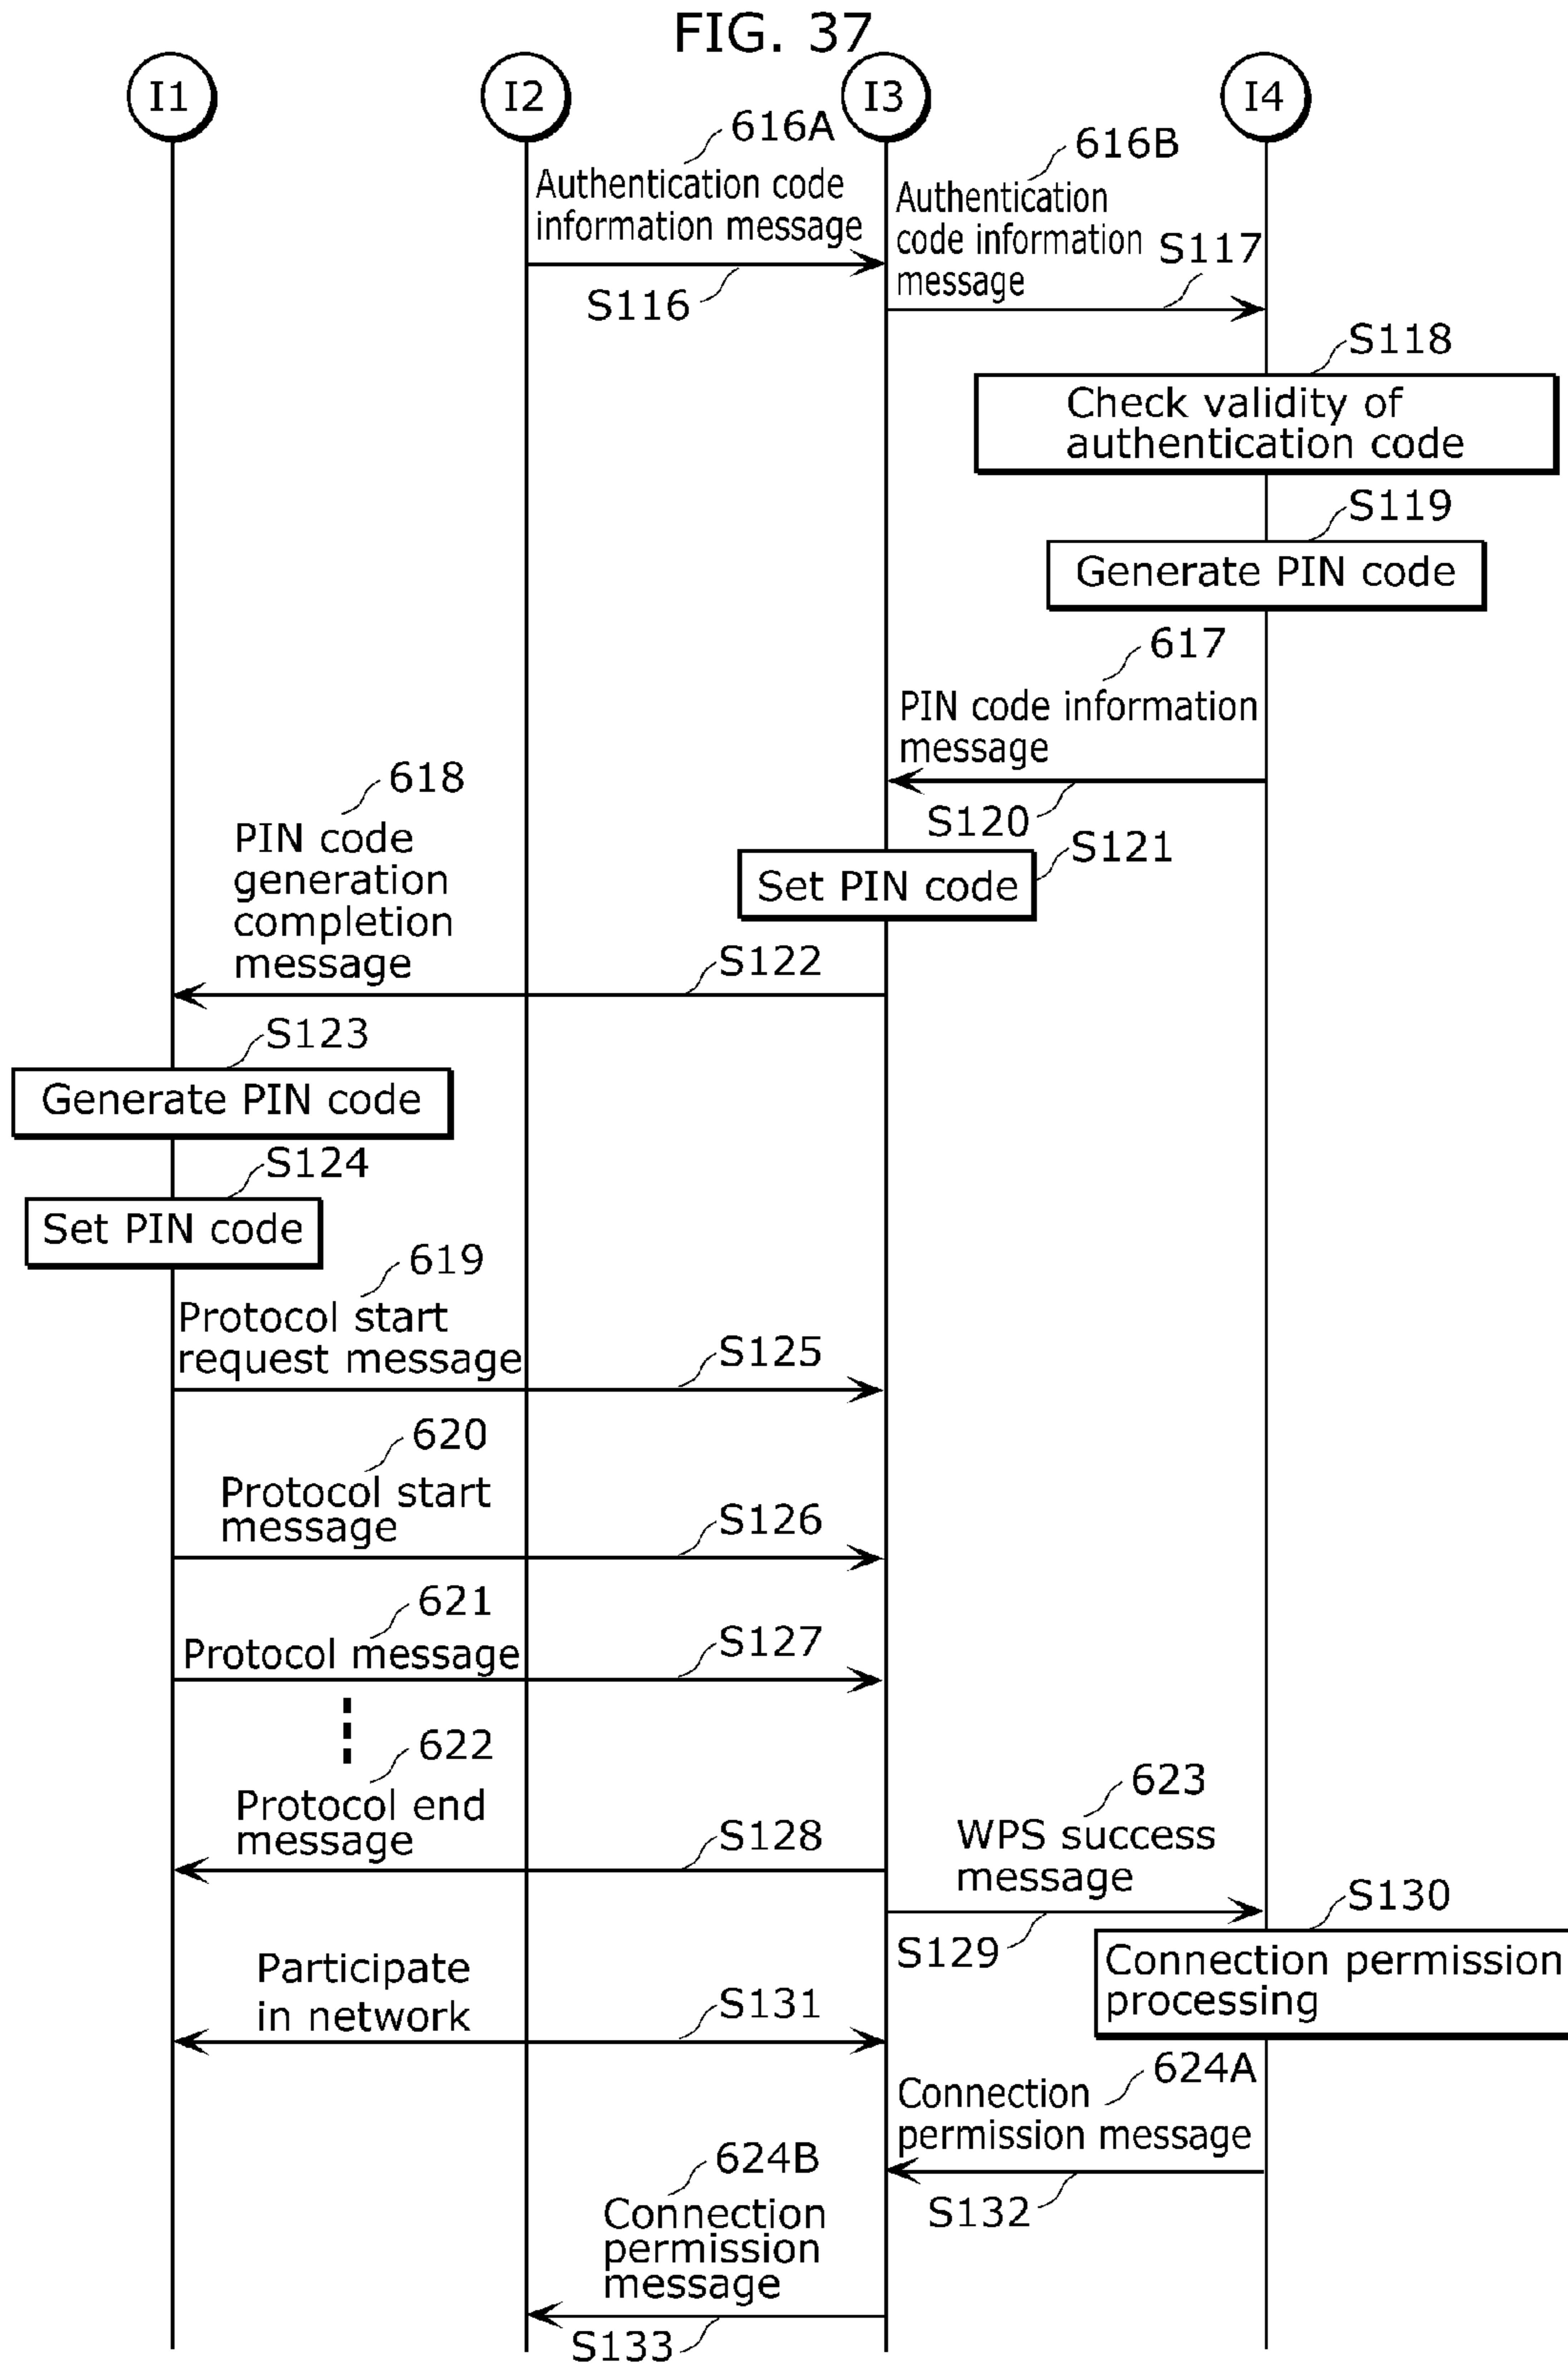 FIG. 37
I1
I2
I3
I4
616A
Authentication code
information message
S116
616B
Authentication
code information
message
S117
S118
Check validity of
authentication code
S119
Generate PIN code
617
PIN code information
message
S120
S121
Set PIN code
618
PIN code
generation
completion
message
S122
S123
Generate PIN code
S124
Set PIN code
619
Protocol start
request message
S125
620
Protocol start
message
S126
621
Protocol message
S127
622
Protocol end
message
S128
623
WPS success
message
S129
S130
Connection permission
processing
Participate
in network
S131
624A
Connection
permission message
S132
624B
Connection
permission
message
S133